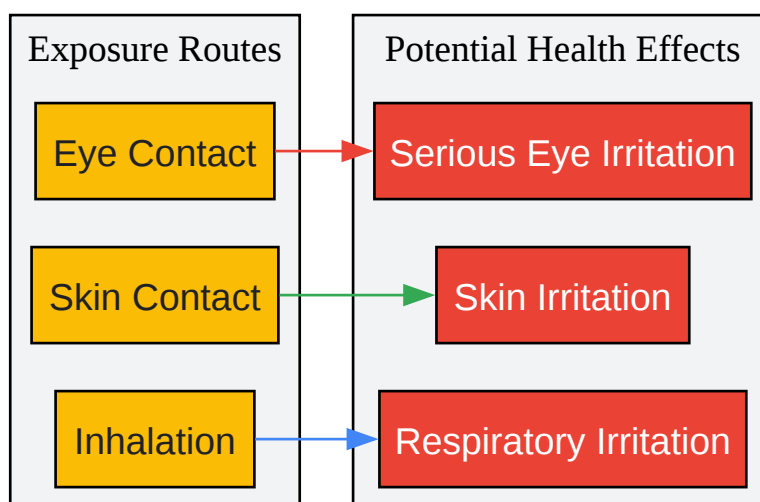 Exposure Routes
Potential Health Effects
Eye Contact
Serious Eye Irritation
Skin Contact
Skin Irritation
Inhalation
Respiratory Irritation